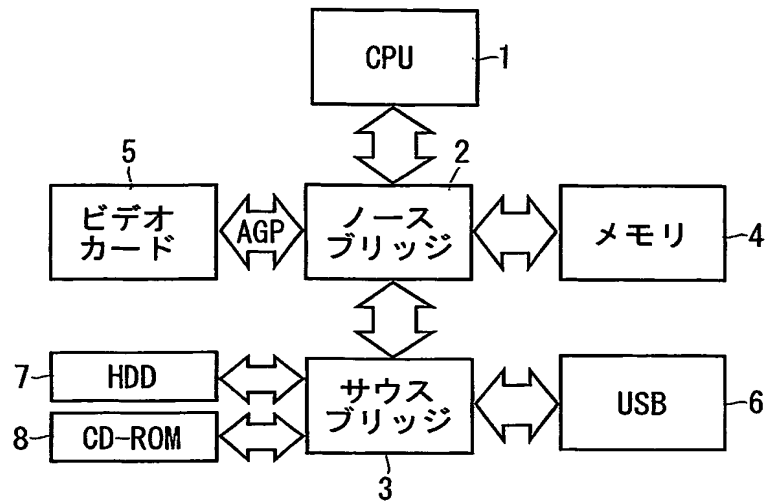 CPU
1
5
2
ビデオ
カード
AGP
ノース
ブリッジ
メモリ
4
7
HDD
サウス
ブリッジ
USB
6
8
CD-ROM
3